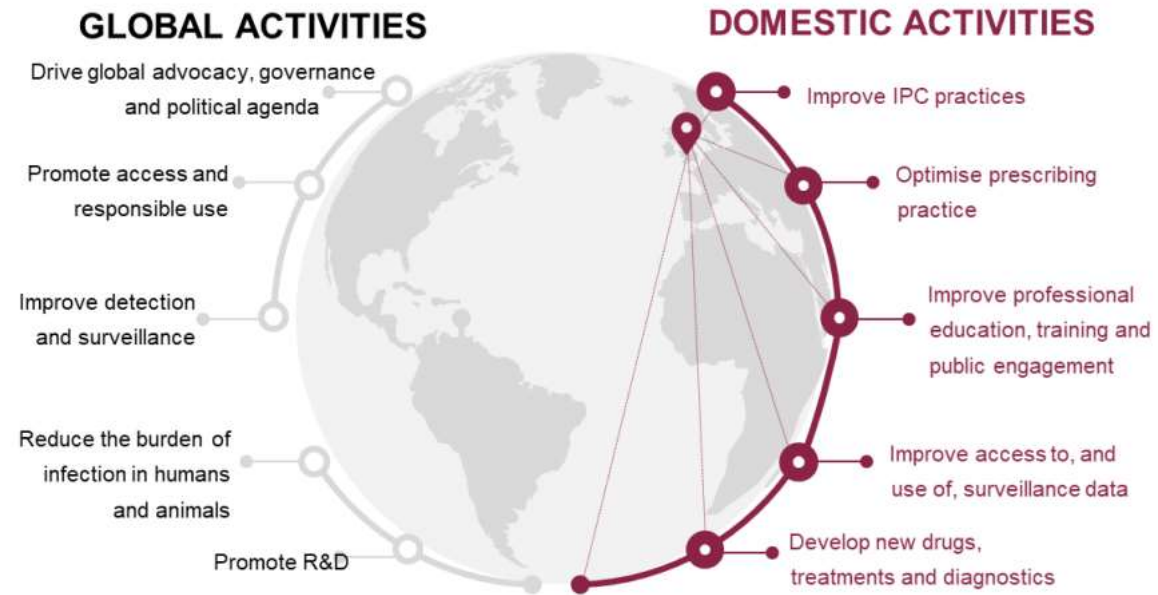 GLOBAL ACTIVITIES
Drive global advocacy, governance
and political agenda
Promote access and
responsible use
Improve detection
and surveillance
Reduce the burden of
infection in humans
and animals
Promote R&D
DOMESTIC ACTIVITIES
Improve IPC practices
Optimise prescribing
practice
Improve professional
education, training and
public engagement
Improve access to, and
use of, surveillance data
Develop new drugs,
treatments and diagnostics